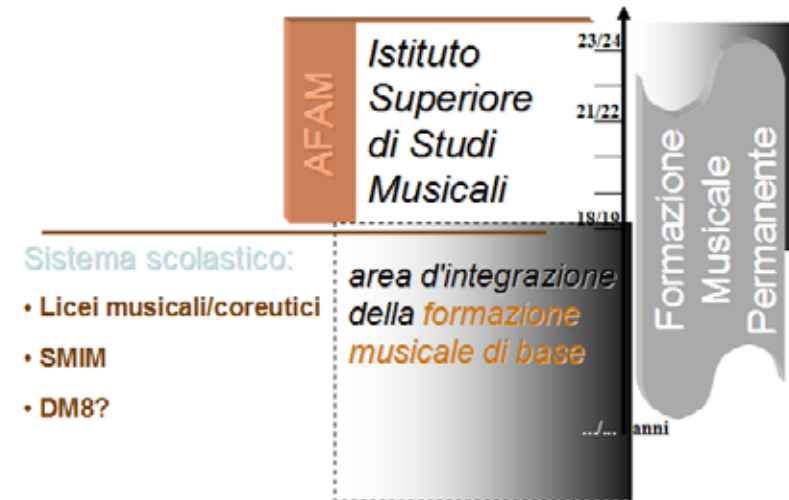 AFAM
Istituto
Superiore
di Studi
Musicali
23/24
21/22
18/19
Formazione
Musicale
Permanente
Sistema scolastico:
• Licei musicali/coreutici
• SMIM
• DM8?
area d'integrazione
della formazione
musicale di base
.../... anni